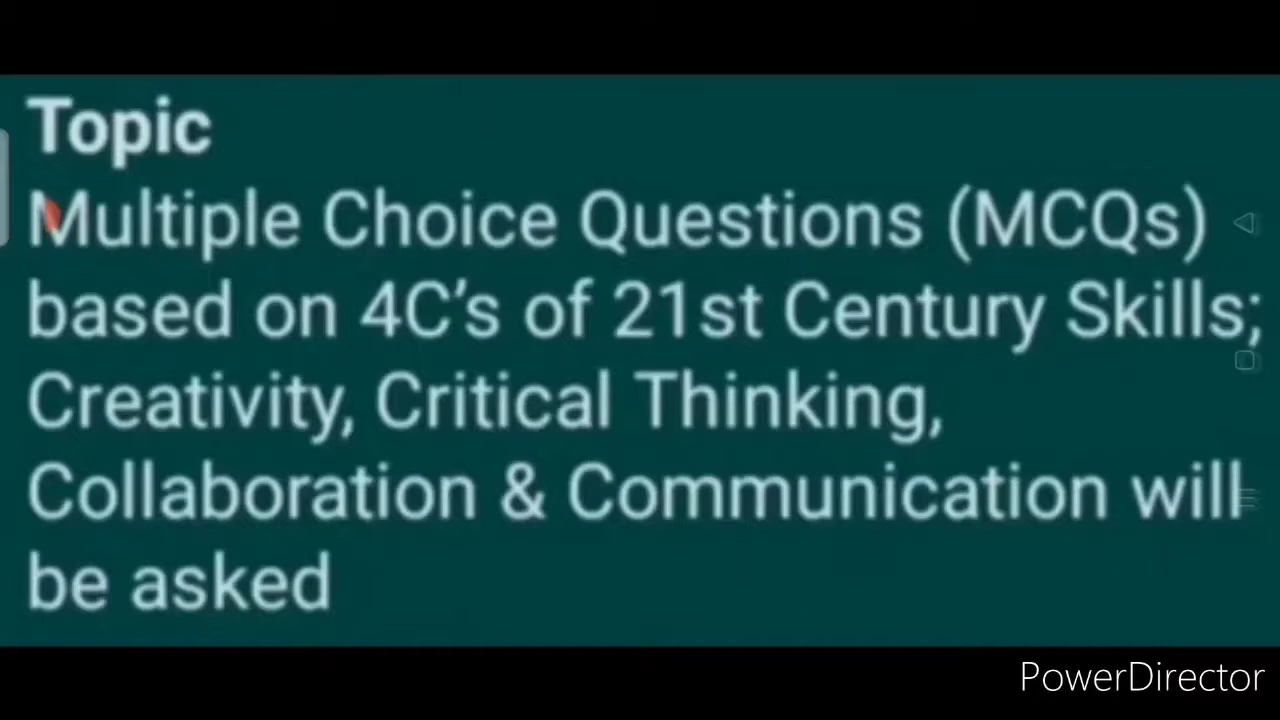 Topic
Multiple Choice Questions (MCQs)
based on 4C’s of 21st Century Skills;
Creativity, Critical Thinking,
Collaboration & Communication will
be asked
PowerDirector